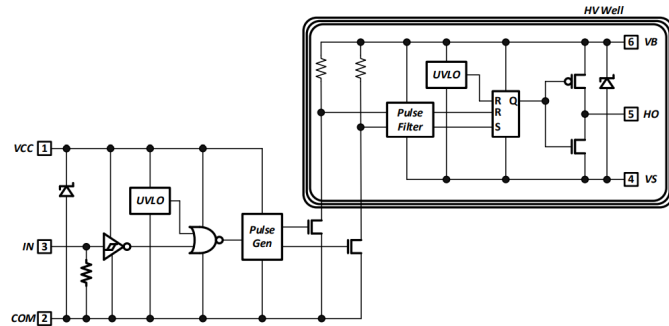 HV Well
6 VB
UVLO
R Q
R
S
Pulse
Filter
5 HO
VCC 1
4 VS
UVLO
Pulse
Gen
IN 3
COM 2